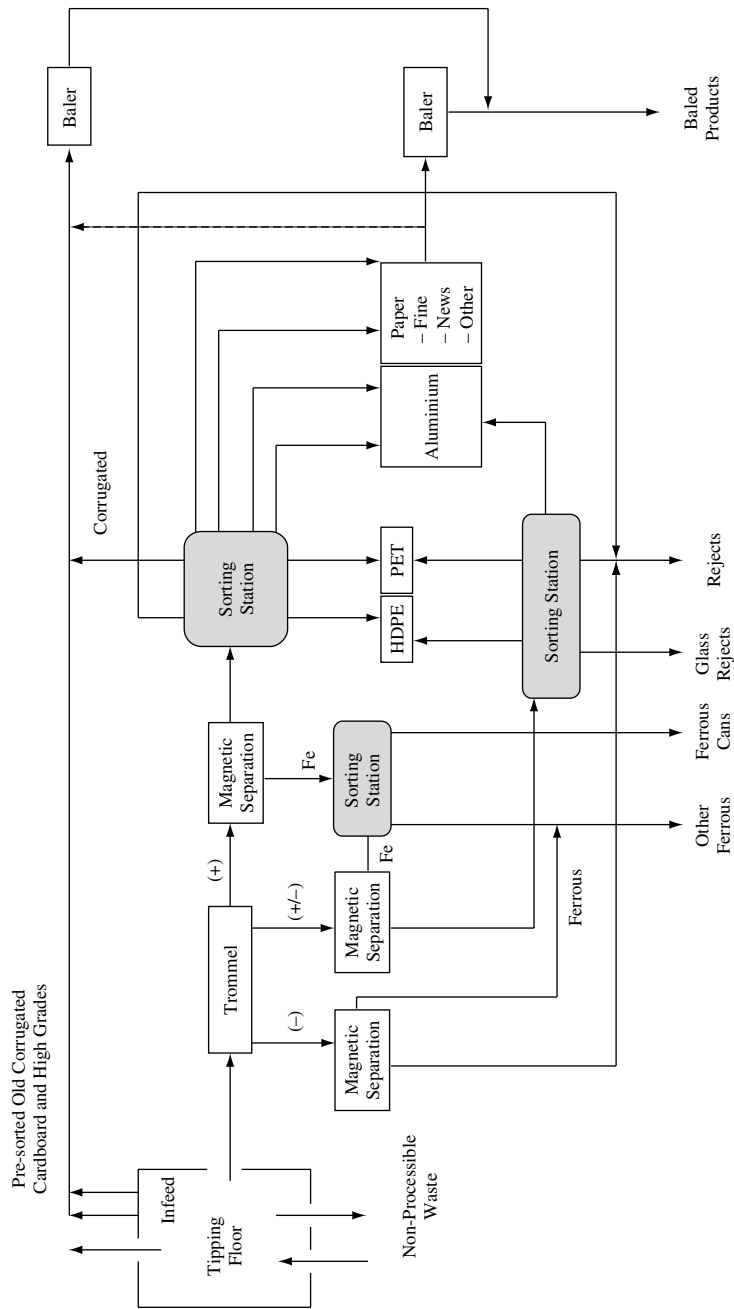 Pre-sorted Old Corrugated
Cardboard and High Grades
Corrugated
Baler
Infeed
Tipping
Floor
Non-Processible
Waste
Trommel
(+)
(+/–)
(–)
Magnetic
Separation
Magnetic
Separation
Magnetic
Separation
Fe
Fe
Sorting
Station
Sorting
Station
HDPE
PET
Aluminium
Paper
– Fine
– News
– Other
Baler
Sorting Station
Ferrous
Other
Ferrous
Ferrous
Cans
Glass
Rejects
Rejects
Baled
Products